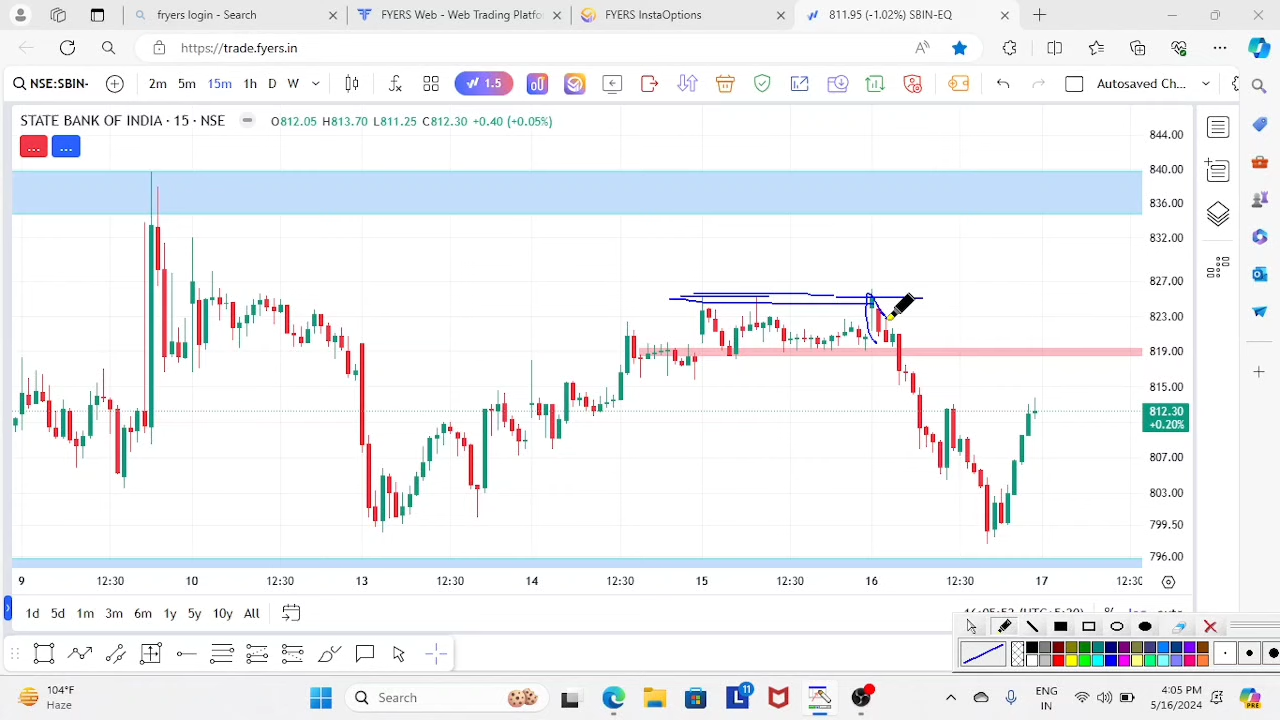 fyers login - Search
FYERS Web - Web Trading Platfo
FYERS InstaOptions
811.95 (-1.02%) SBIN-EQ
https://trade.fyers.in
NSE:SBIN-
2m 5m 15m 1h D W
1.5
Autosaved Ch...
STATE BANK OF INDIA · 15 · NSE
O812.05 H813.70 L811.25 C812.30 +0.40 (+0.05%)
... ...
844.00
840.00
836.00
832.00
827.00
823.00
819.00
815.00
812.30
+0.20%
807.00
803.00
799.50
796.00
9 12:30 10 12:30 13 12:30 14 12:30 15 12:30 16 12:30 17 12:30
1d 5d 1m 3m 6m 1y 5y 10y All
104°F
Haze
Search
L 11
ENG
IN
4:05 PM
5/16/2024
PRE